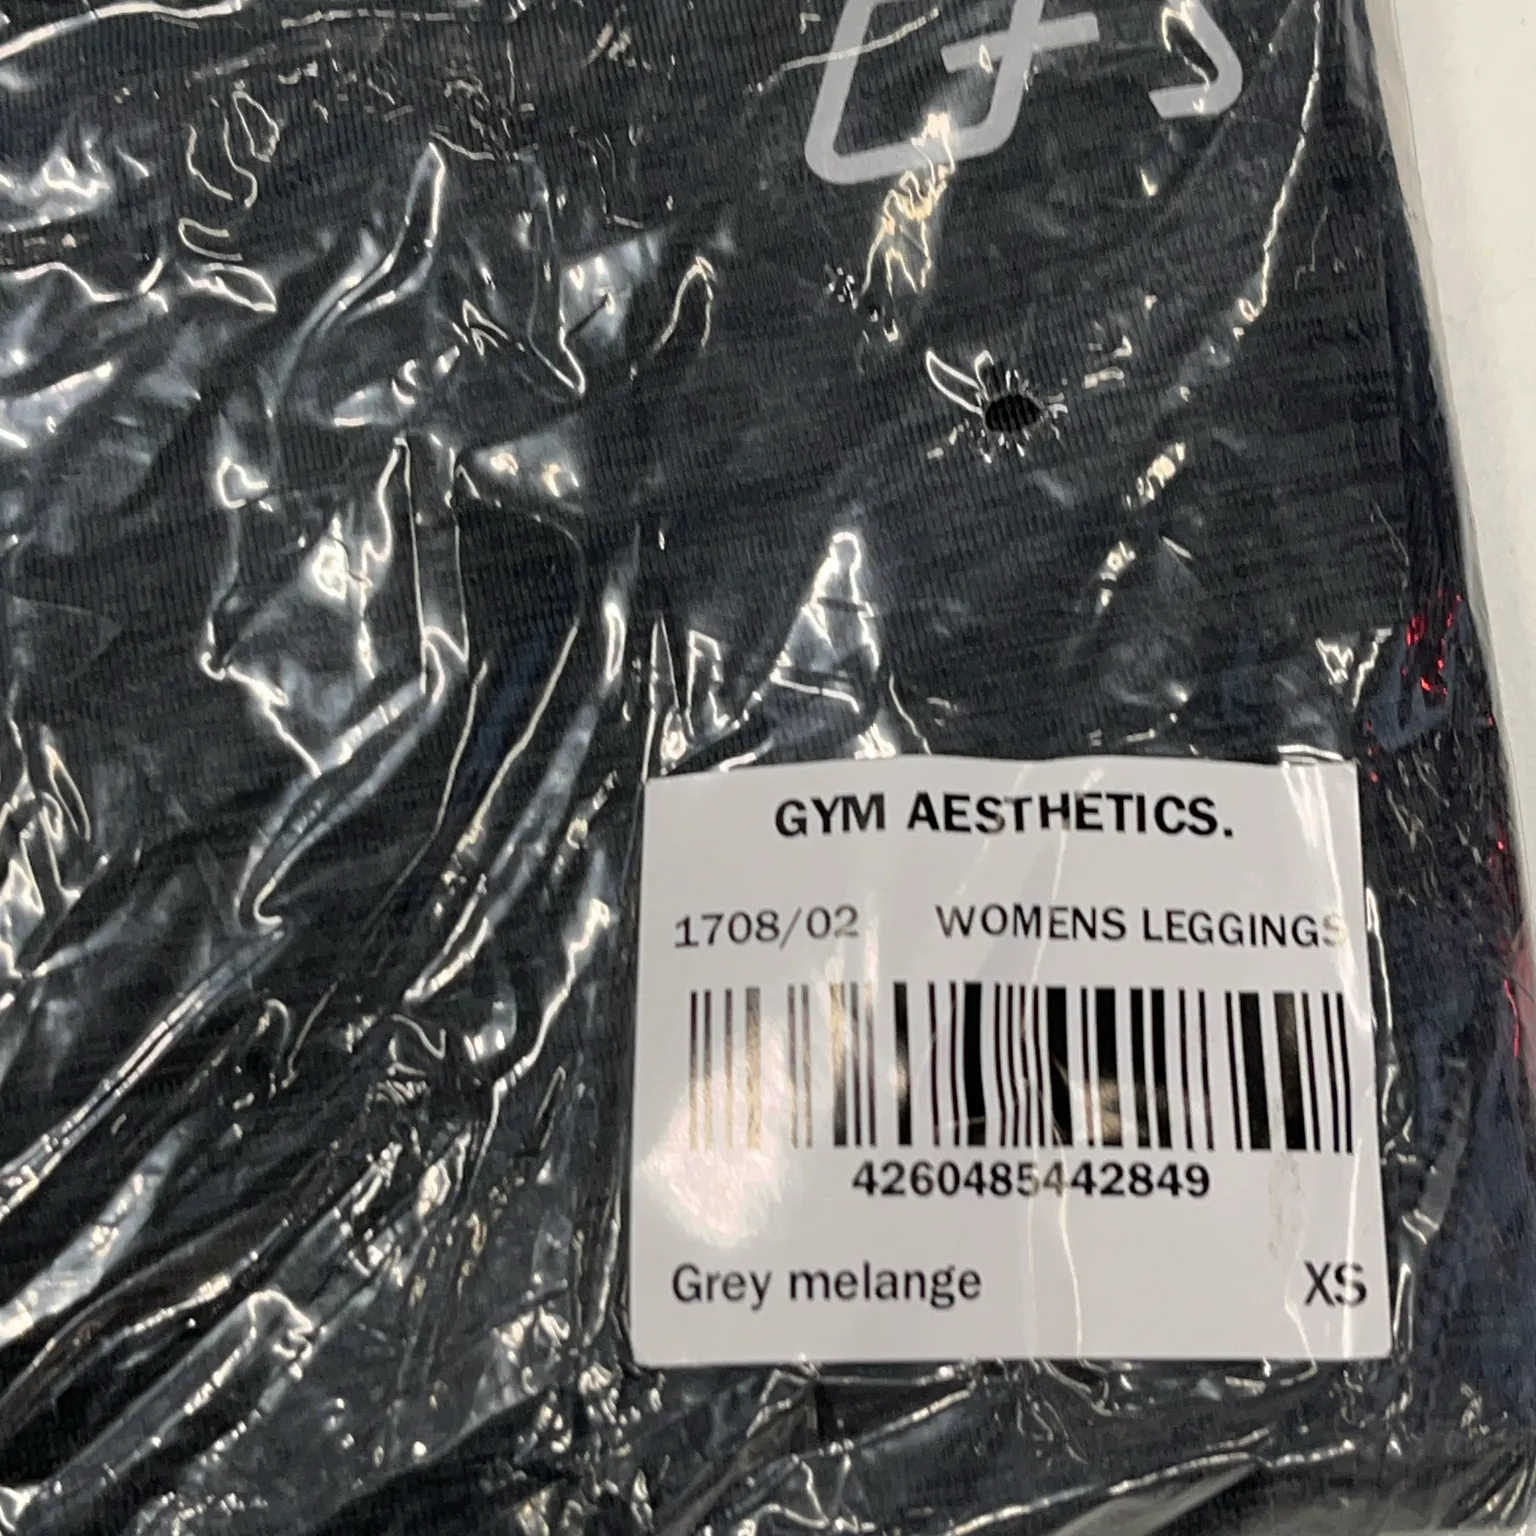 GYM AESTHETICS.
1708/02 WOMENS LEGGINGS
4260485442849
Grey melange XS